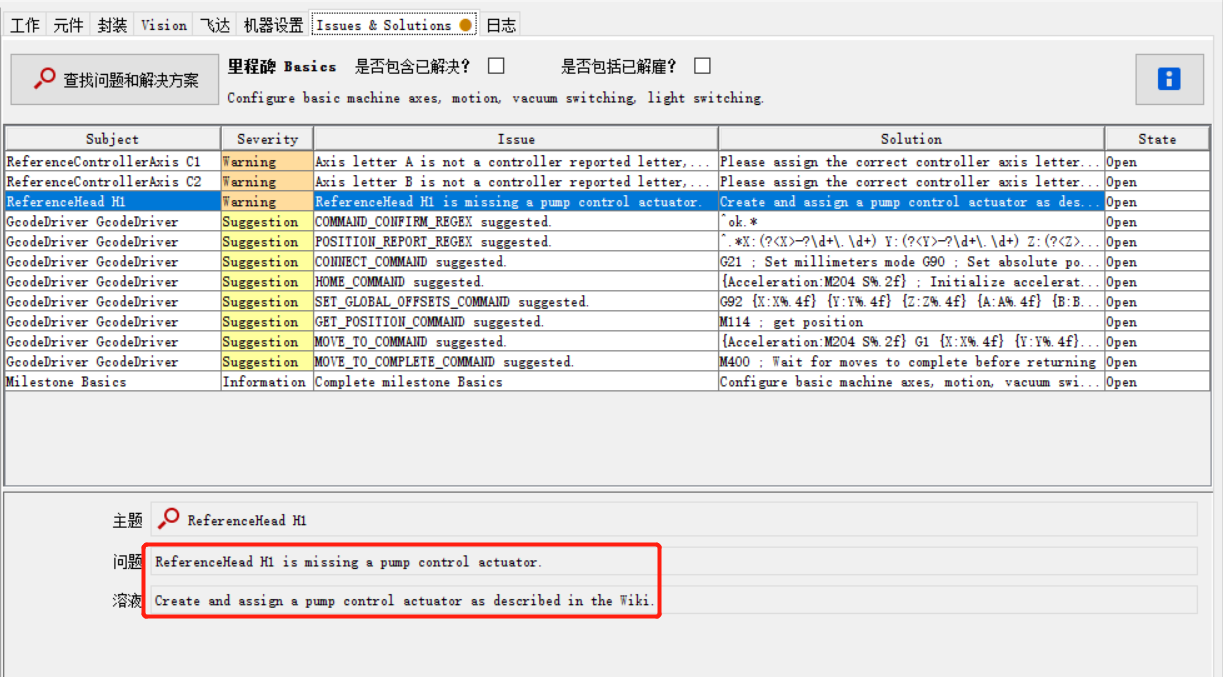 工作 元件 封装 Vision 飞达 机器设置 Issues & Solutions 日志
查找问题和解决方案 里程碑 Basics 是否包含已解决? 是否包括已解雇?
Configure basic machine axes, motion, vacuum switching, light switching.
Subject Severity Issue Solution State
ReferenceControllerAxis C1 Warning Axis letter A is not a controller reported letter,... Please assign the correct controller axis letter... Open
ReferenceControllerAxis C2 Warning Axis letter B is not a controller reported letter,... Please assign the correct controller axis letter... Open
ReferenceHead H1 Warning ReferenceHead H1 is missing a pump control actuator. Create and assign a pump control actuator as des... Open
GcodeDriver GcodeDriver Suggestion COMMAND_CONFIRM_REGEX suggested. ^ok.* Open
GcodeDriver GcodeDriver Suggestion POSITION_REPORT_REGEX suggested. ^.*X:(?<X>-?\d+\.\d+) Y:(?<Y>-?\d+\.\d+) Z:(?<Z>... Open
GcodeDriver GcodeDriver Suggestion CONNECT_COMMAND suggested. G21 ; Set millimeters mode G90 ; Set absolute po... Open
GcodeDriver GcodeDriver Suggestion HOME_COMMAND suggested. {Acceleration:M204 S%.2f} ; Initialize accelerat... Open
GcodeDriver GcodeDriver Suggestion SET_GLOBAL_OFFSETS_COMMAND suggested. G92 {X:X%.4f} {Y:Y%.4f} {Z:Z%.4f} {A:A%.4f} {B:B... Open
GcodeDriver GcodeDriver Suggestion GET_POSITION_COMMAND suggested. M114 ; get position Open
GcodeDriver GcodeDriver Suggestion MOVE_TO_COMMAND suggested. {Acceleration:M204 S%.2f} G1 {X:X%.4f} {Y:Y%.4f}... Open
GcodeDriver GcodeDriver Suggestion MOVE_TO_COMPLETE_COMMAND suggested. M400 ; Wait for moves to complete before returning Open
Milestone Basics Information Complete milestone Basics Configure basic machine axes, motion, vacuum swi... Open
主题 ReferenceHead H1
问题 ReferenceHead H1 is missing a pump control actuator.
溶液 Create and assign a pump control actuator as described in the Wiki.